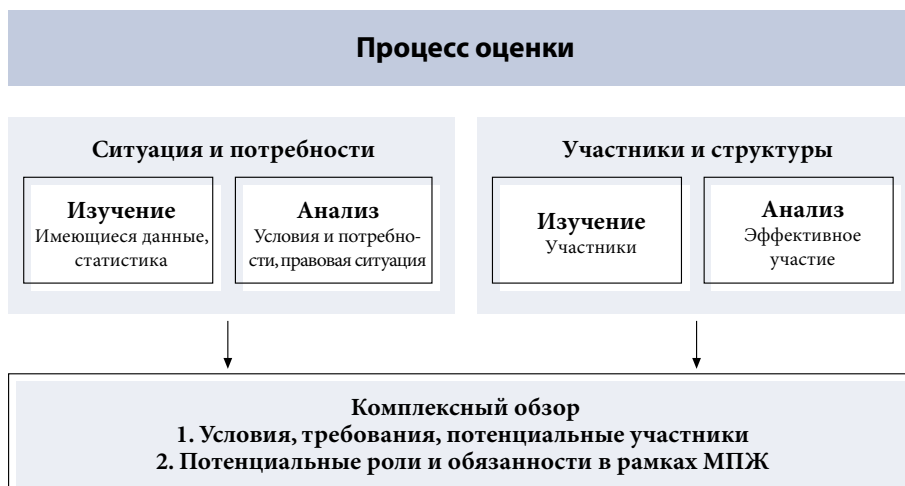 Процесс оценки
Ситуация и потребности
Изучение
Имеющиеся данные,
статистика
Анализ
Условия и потребно-
сти, правовая ситуация
Участники и структуры
Изучение
Участники
Анализ
Эффективное
участие
Комплексный обзор
1. Условия, требования, потенциальные участники
2. Потенциальные роли и обязанности в рамках МПЖ